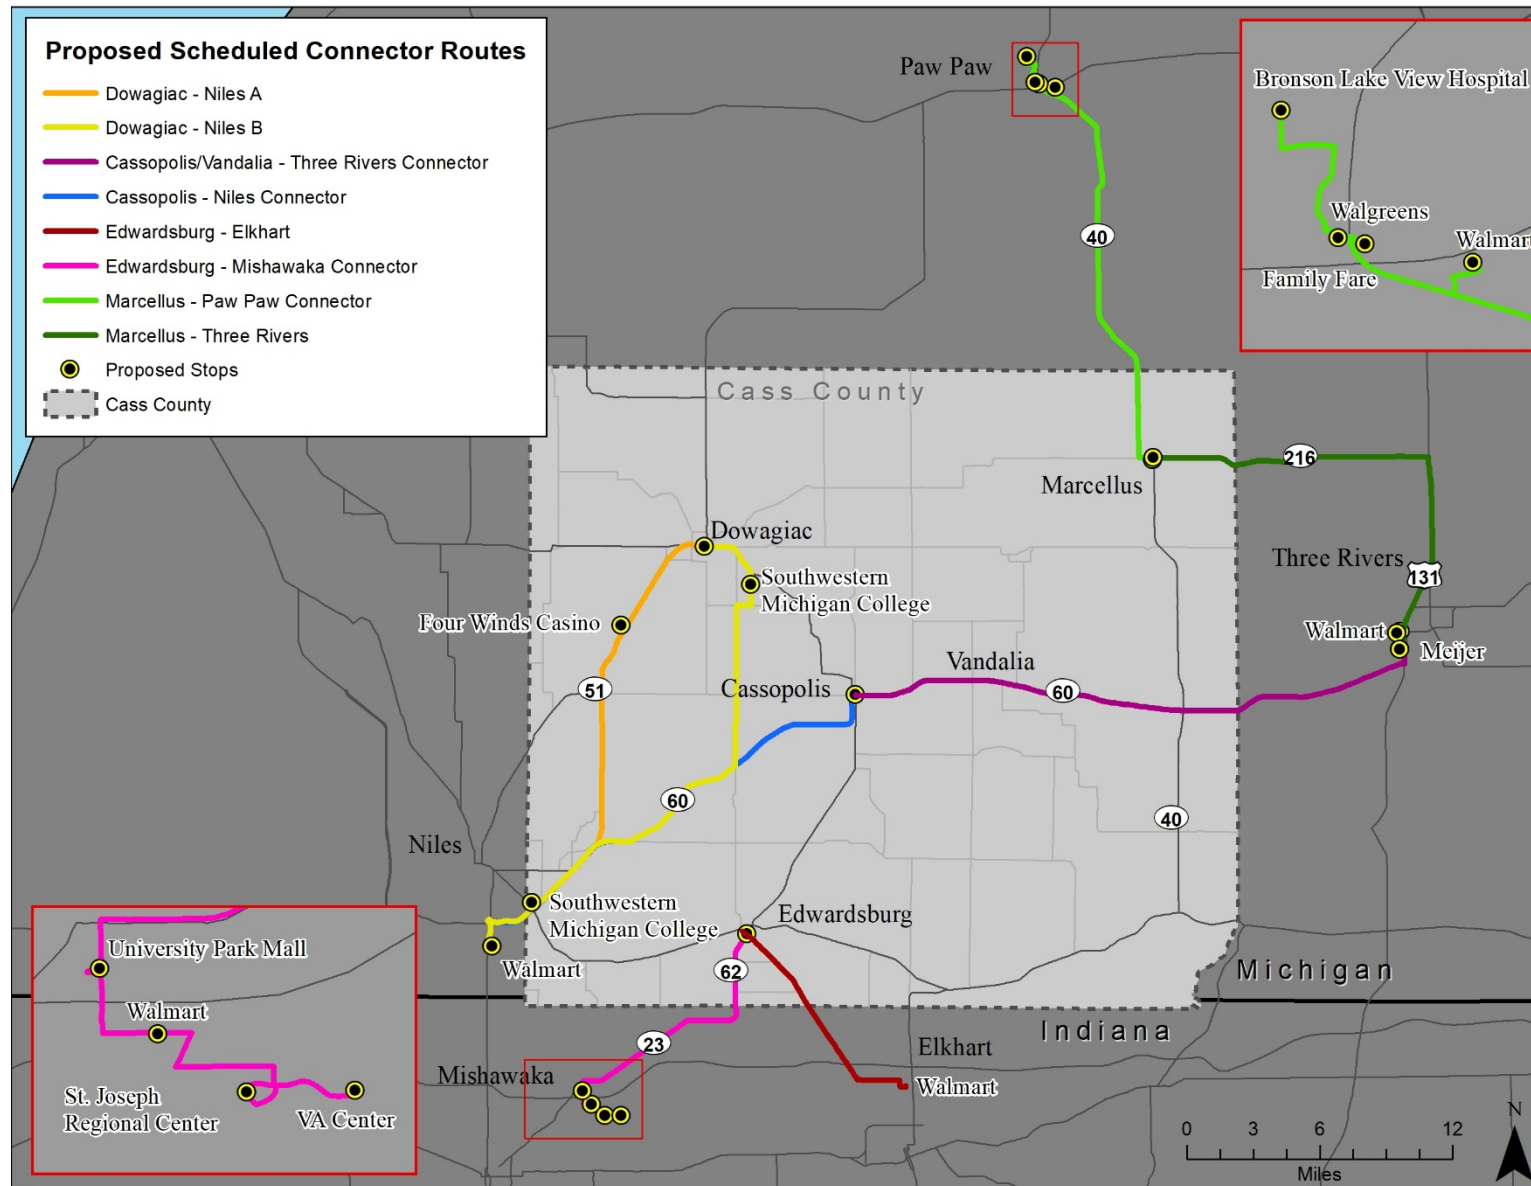 Proposed Scheduled Connector Routes
Dowagiac - Niles A
Dowagiac - Niles B
Cassopolis/Vandalia - Three Rivers Connector
Cassopolis - Niles Connector
Edwardsburg - Elkhart
Edwardsburg - Mishawaka Connector
Marcellus - Paw Paw Connector
Marcellus - Three Rivers
Proposed Stops
Cass County
Paw Paw
40
Bronson Lake View Hospital
Walgreens
Walmart
Family Fare
Cass County
Marcellus
216
Dowagiac
Southwestern
Michigan College
Three Rivers
131
Four Winds Casino
Walmart
Meijer
51
Cassopolis
Vandalia
60
60
40
Niles
Southwestern
Michigan College
Walmart
Edwardsburg
62
Michigan
Indiana
23
Elkhart
Mishawaka
Walmart
University Park Mall
Walmart
St. Joseph
Regional Center
VA Center
N
0 3 6 12
Miles